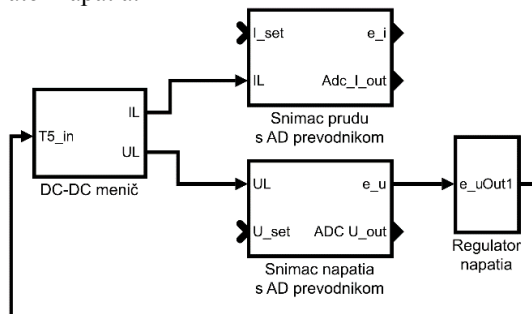 I_set
e_i
IL
Adc_I_out
Snimac prudu
s AD prevodnikom
T5_in
IL
UL
DC-DC menič
UL
e_u
U_set
ADC U_out
Snimac napatia
s AD prevodnikom
e_uOut1
Regulator
napatia